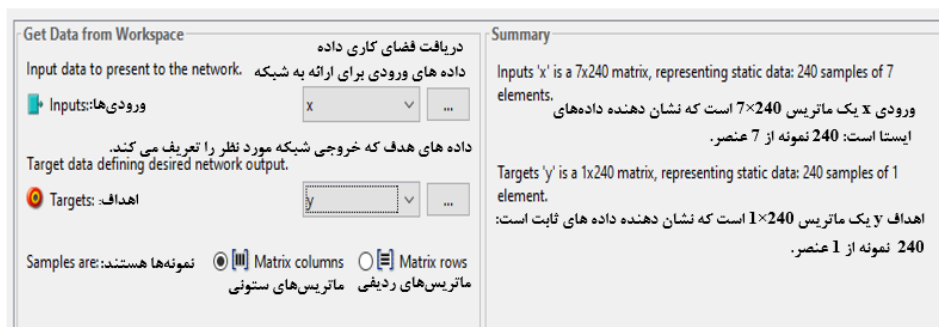 Get Data from Workspace
دریافت فضای کاری داده
Input data to present to the network.
داده های ورودی برای ارائه به شبکه
Inputs:
ورودی‌ها:
x
...
داده های هدف که خروجی شبکه مورد نظر را تعریف می کند.
Target data defining desired network output.
Targets:
اهداف:
y
...
Samples are:
نمونه‌ها هستند:
Matrix columns
Matrix rows
ماتریس‌های ستونی
ماتریس‌های ردیفی
Summary
Inputs 'x' is a 7x240 matrix, representing static data: 240 samples of 7
elements.
ورودی x یک ماتریس 240×7 است که نشان دهنده داده‌های
ایستا است: 240 نمونه از 7 عنصر.
Targets 'y' is a 1x240 matrix, representing static data: 240 samples of 1
element.
اهداف y یک ماتریس 240×1 است که نشان دهنده داده های ثابت است:
240 نمونه از 1 عنصر.